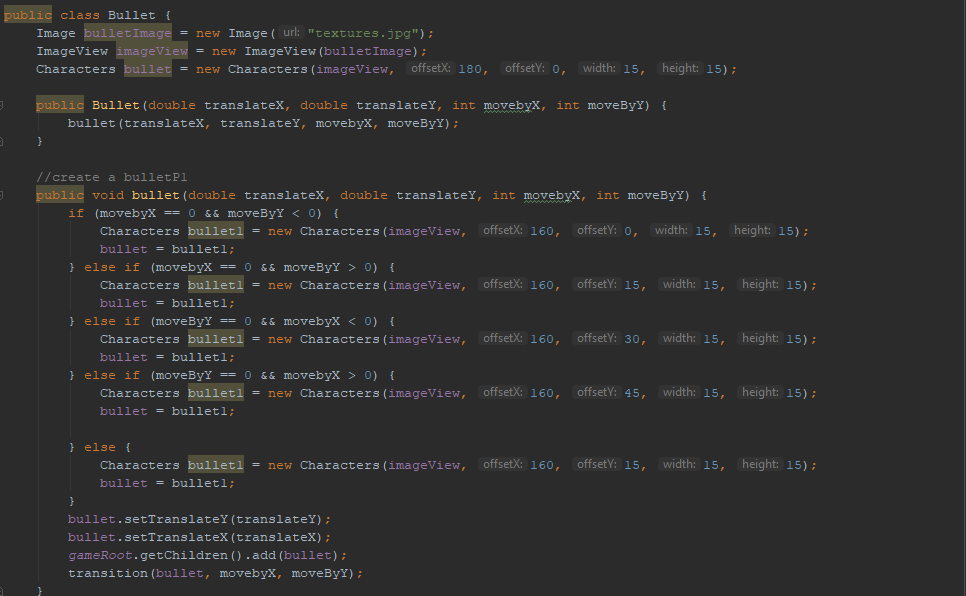 public class Bullet {
Image bulletImage = new Image( url: "textures.jpg");
ImageView imageView = new ImageView(bulletImage);
Characters bullet = new Characters(imageView, offsetX: 180, offsetY: 0, width: 15, height: 15);
public Bullet(double translateX, double translateY, int movebyX, int moveByY) {
bullet(translateX, translateY, movebyX, moveByY);
}
//create a bulletP1
public void bullet(double translateX, double translateY, int movebyX, int moveByY) {
if (movebyX == 0 && moveByY < 0) {
Characters bullet1 = new Characters(imageView, offsetX: 160, offsetY: 0, width: 15, height: 15);
bullet = bullet1;
} else if (movebyX == 0 && moveByY > 0) {
Characters bullet1 = new Characters(imageView, offsetX: 160, offsetY: 15, width: 15, height: 15);
bullet = bullet1;
} else if (moveByY == 0 && movebyX < 0) {
Characters bullet1 = new Characters(imageView, offsetX: 160, offsetY: 30, width: 15, height: 15);
bullet = bullet1;
} else if (moveByY == 0 && movebyX > 0) {
Characters bullet1 = new Characters(imageView, offsetX: 160, offsetY: 45, width: 15, height: 15);
bullet = bullet1;
} else {
Characters bullet1 = new Characters(imageView, offsetX: 160, offsetY: 15, width: 15, height: 15);
bullet = bullet1;
}
bullet.setTranslateY(translateY);
bullet.setTranslateX(translateX);
gameRoot.getChildren().add(bullet);
transition(bullet, movebyX, moveByY);
}